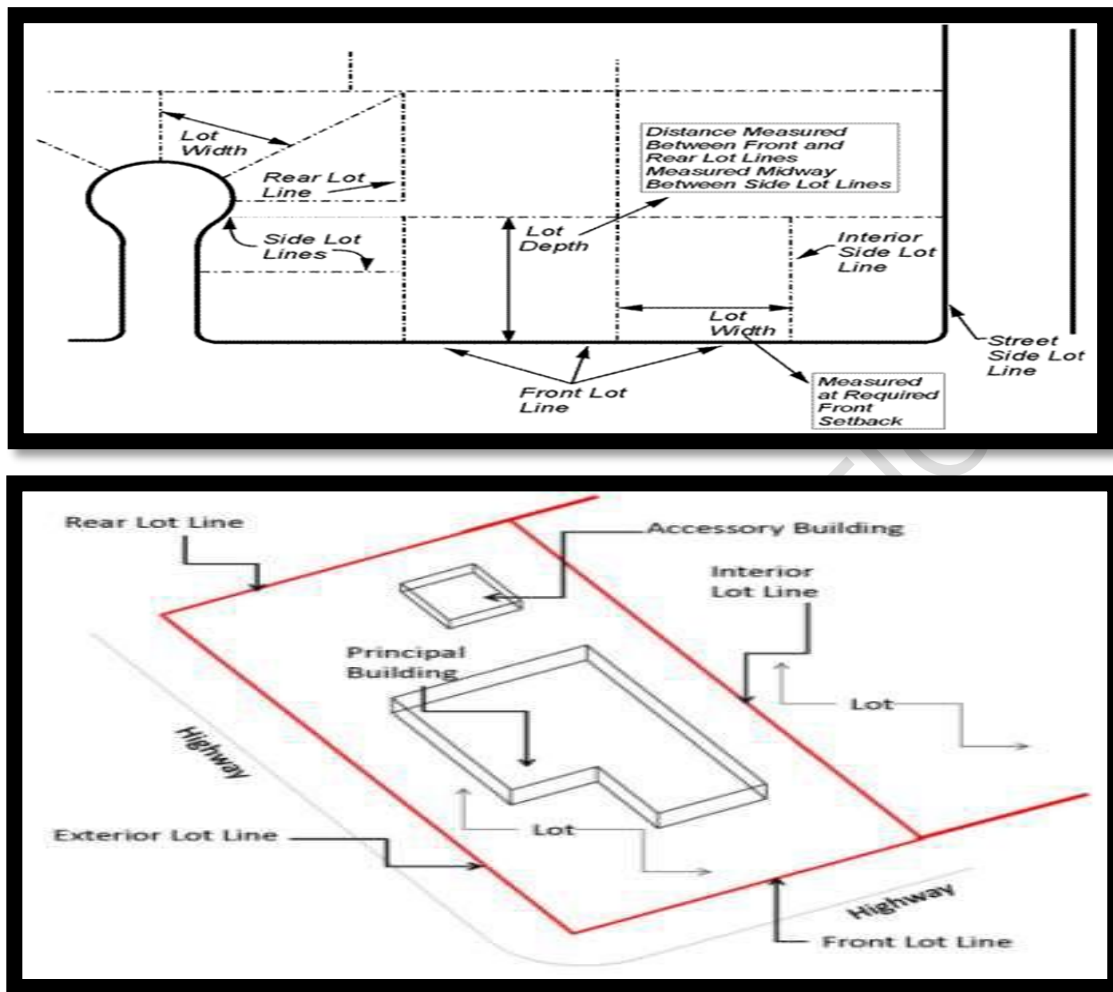 Lot
Width
Rear Lot
Line
Side Lot
Lines
Lot
Depth
Distance Measured
Between Front and
Rear Lot Lines
Measured Midway
Between Side Lot Lines
Interior
Side Lot
Line
Lot
Width
Front Lot
Line
Measured
at Required
Front
Setback
Street
Side Lot
Line
Rear Lot Line
Accessory Building
Interior
Lot Line
Principal
Building
Lot
Highway
Exterior Lot Line
Lot
Highway
Front Lot Line